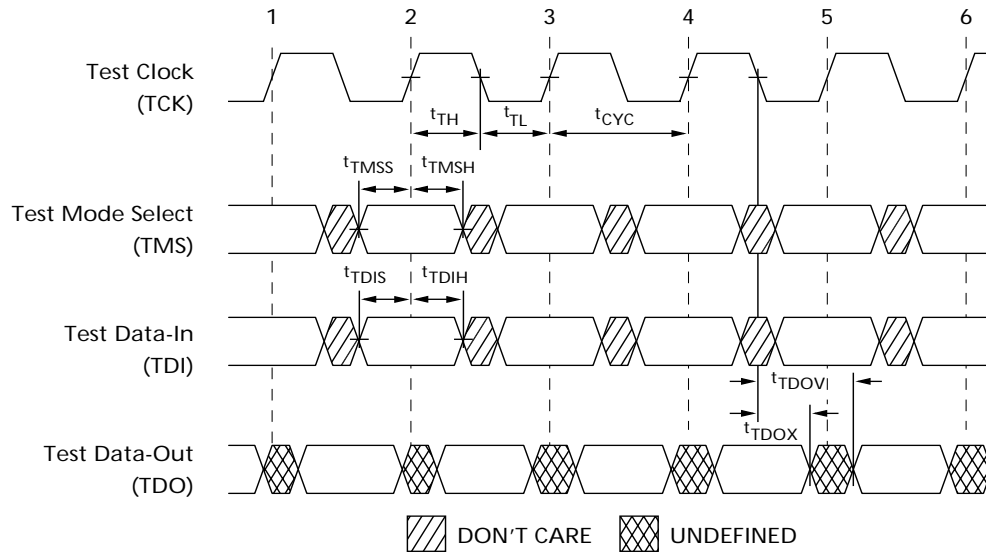 1 2 3 4 5 6
Test Clock
(TCK)
tTH tTL tCYC
tTMSS tTMSH
Test Mode Select
(TMS)
tTDIS tTDIH
Test Data-In
(TDI)
tTDOV
tTDOX
Test Data-Out
(TDO)
DON'T CARE UNDEFINED